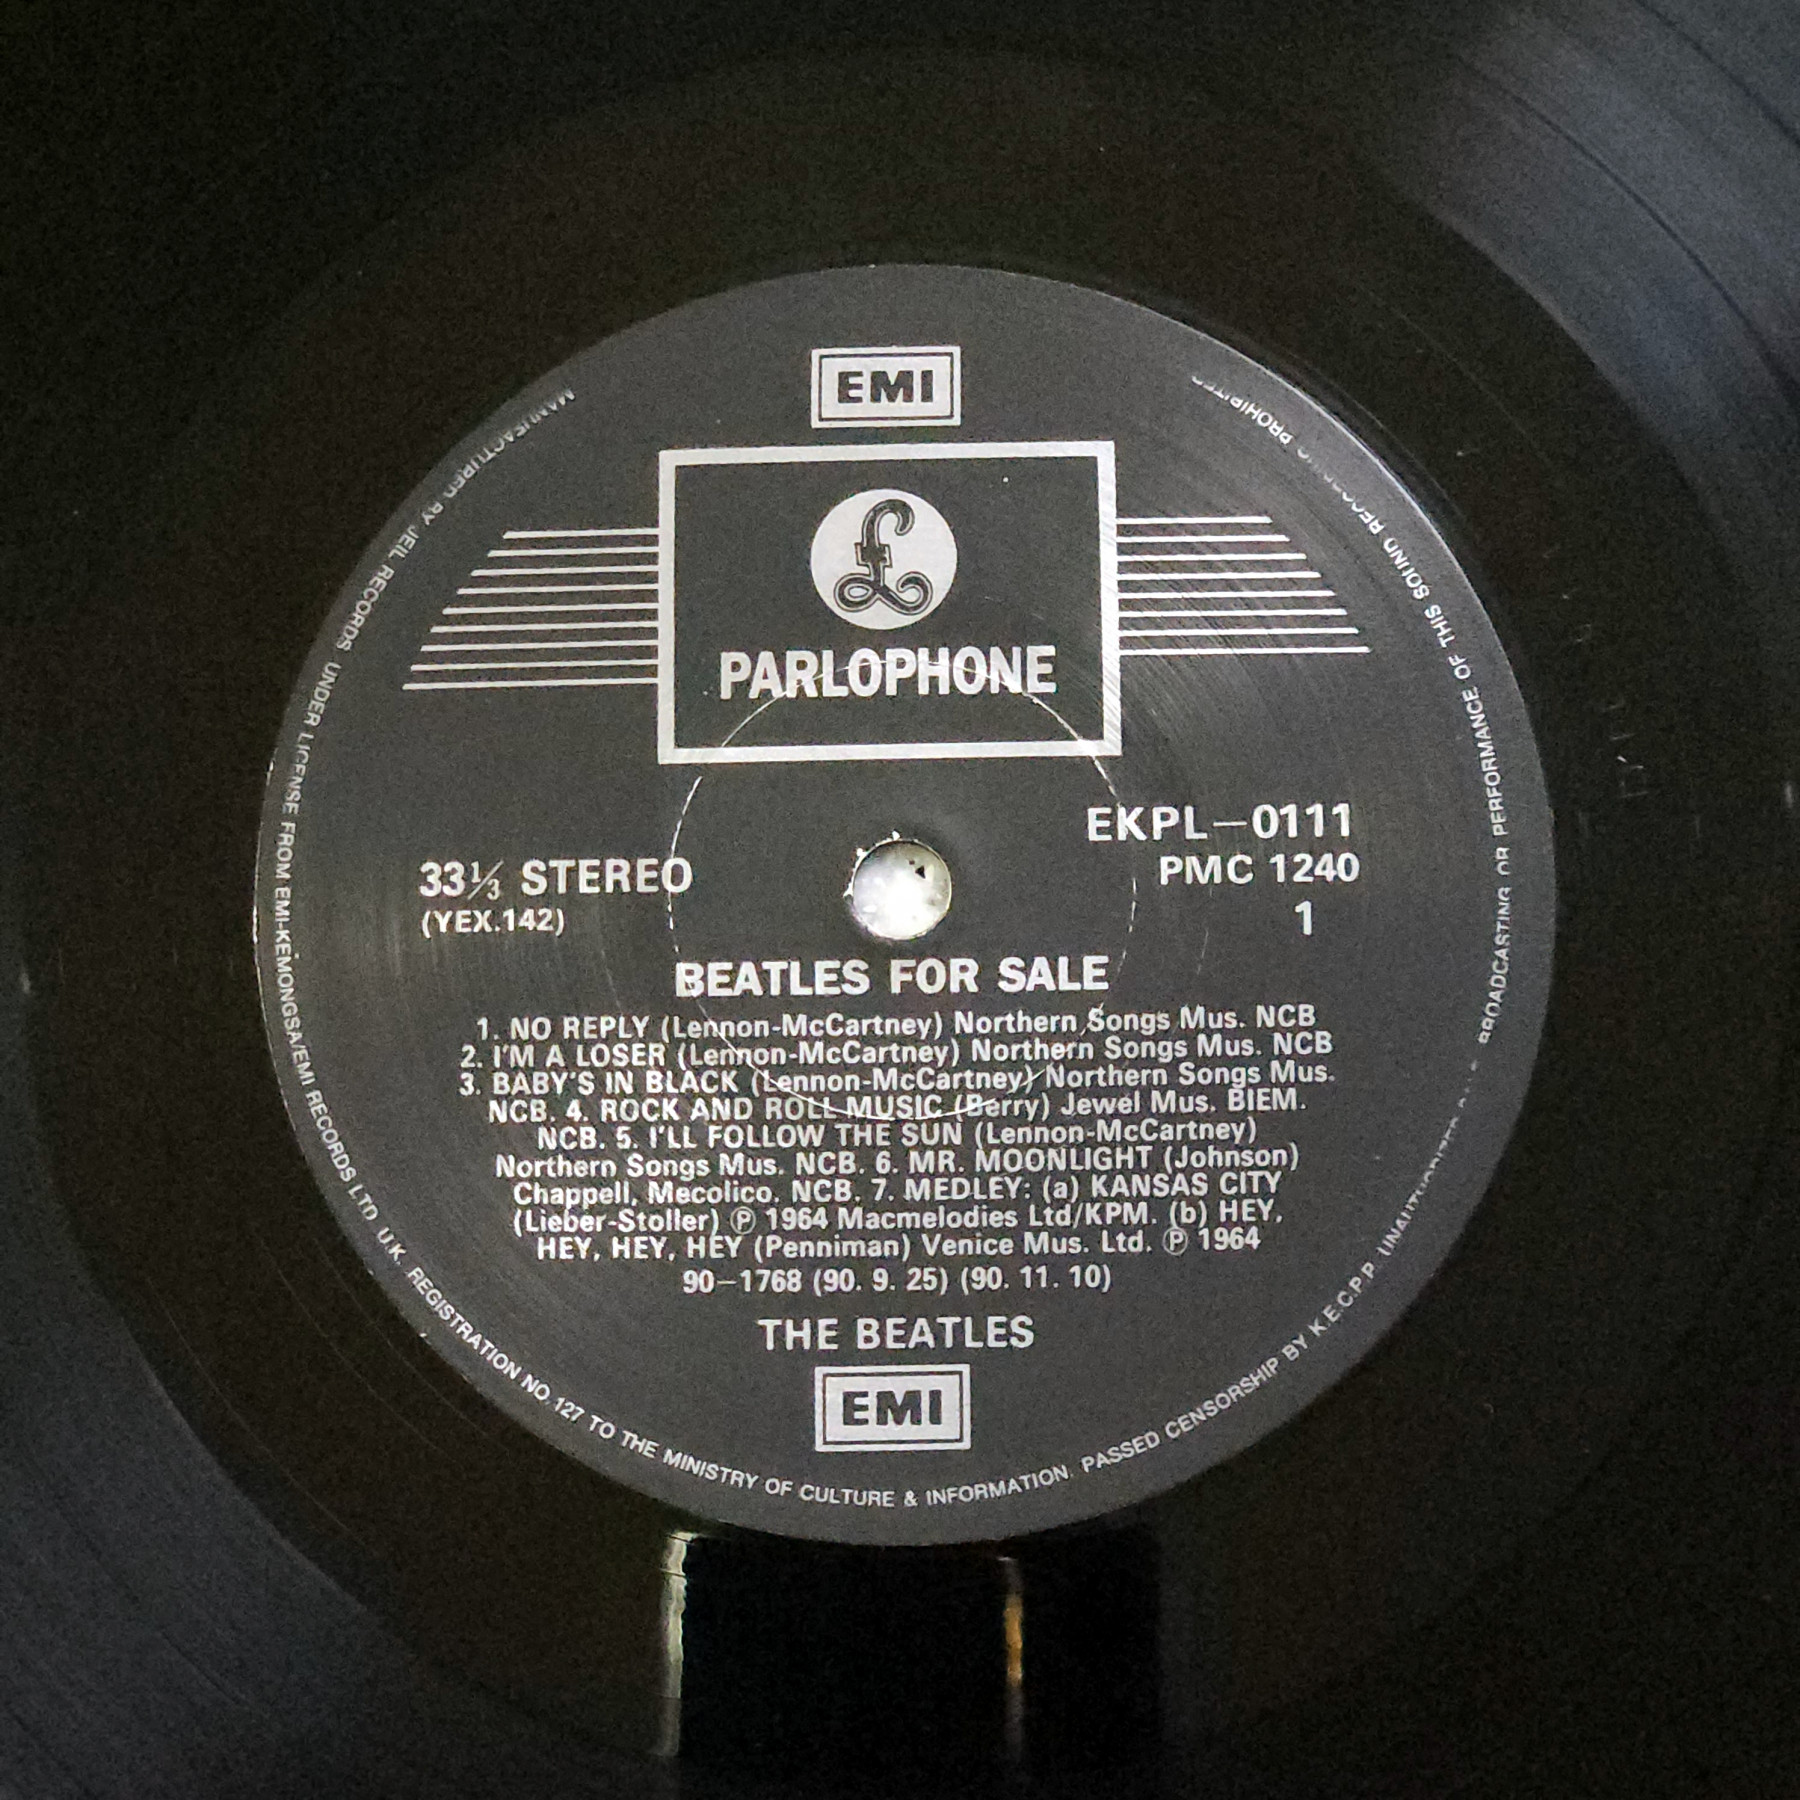 EMI
£
PARLOPHONE
EKPL—0111
33⅓ STEREO
PMC 1240
(YEX.142)
1
BEATLES FOR SALE
1. NO REPLY (Lennon-McCartney) Northern Songs Mus. NCB
2. I'M A LOSER (Lennon-McCartney) Northern Songs Mus. NCB
3. BABY'S IN BLACK (Lennon-McCartney) Northern Songs Mus.
NCB. 4. ROCK AND ROLL MUSIC (Berry) Jewel Mus. BIEM.
NCB. 5. I'LL FOLLOW THE SUN (Lennon-McCartney)
Northern Songs Mus. NCB. 6. MR. MOONLIGHT (Johnson)
Chappell, Mecolico. NCB. 7. MEDLEY: (a) KANSAS CITY
(Lieber-Stoller) ℗ 1964 Macmelodies Ltd/KPM. (b) HEY,
HEY, HEY, HEY (Penniman) Venice Mus. Ltd. ℗ 1964
90—1768 (90. 9. 25) (90. 11. 10)
THE BEATLES
EMI
MANUFACTURED BY JEIL RECORDS UNDER LICENSE FROM EMI-KEMONGSA/EMI RECORDS LTD U.K. REGISTRATION NO. 127 TO THE MINISTRY OF CULTURE & INFORMATION. PASSED CENSORSHIP BY K.E.C.P.P. UNAUTHORISED BROADCASTING OR PERFORMANCE OF THIS SOUND RECORDING PROHIBITED